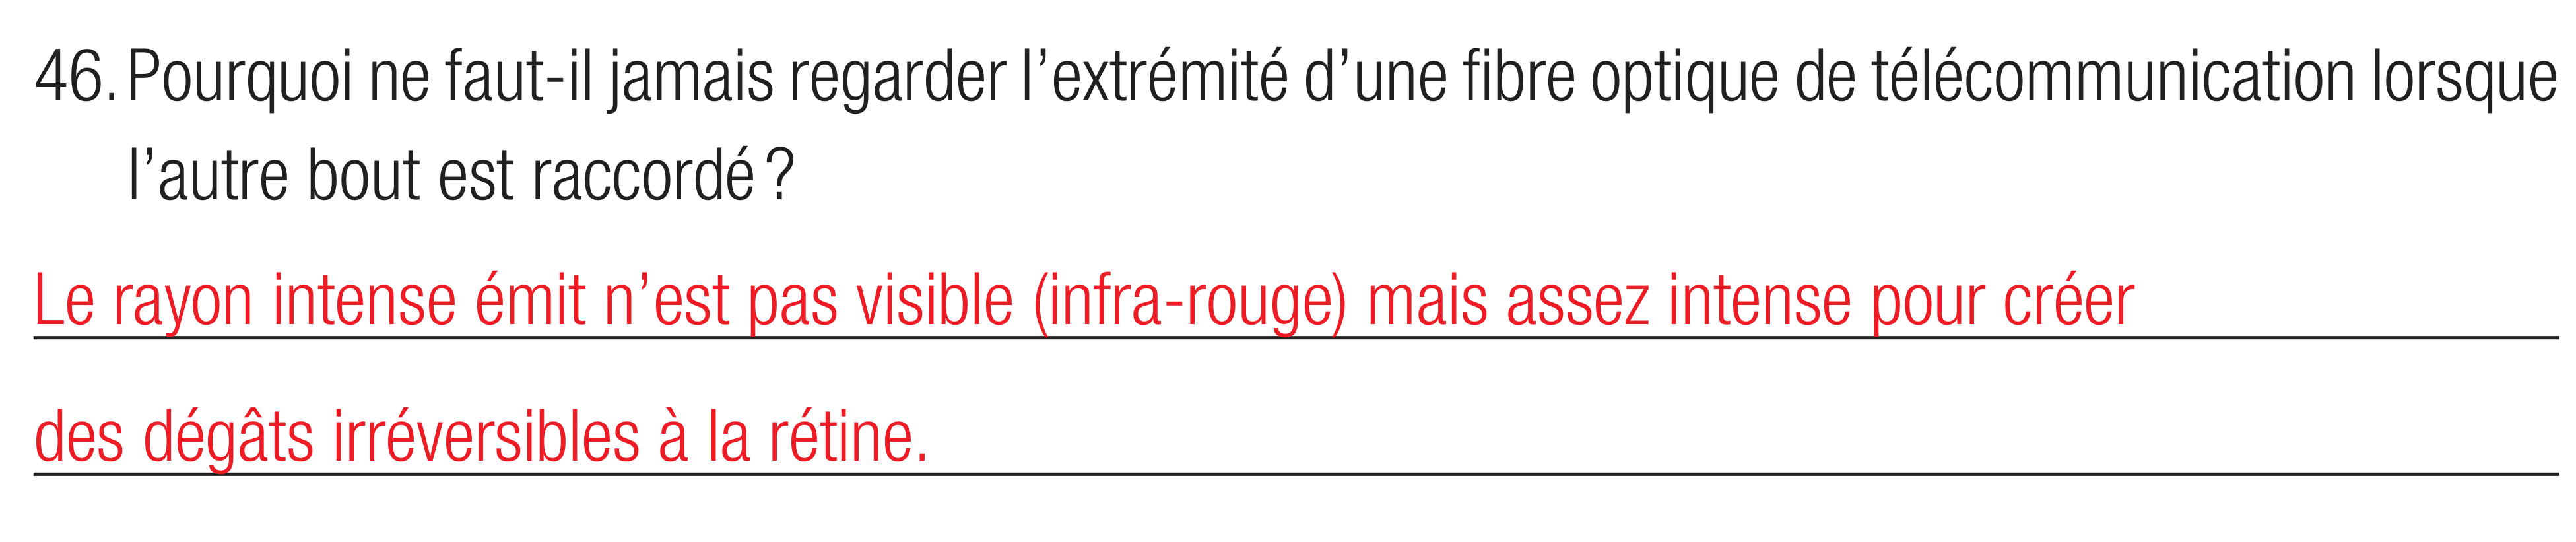 46. Pourquoi ne faut-il jamais regarder l’extrémité d’une fibre optique de télécommunication lorsque
l’autre bout est raccordé ?
Le rayon intense émit n’est pas visible (infra-rouge) mais assez intense pour créer
des dégâts irréversibles à la rétine.